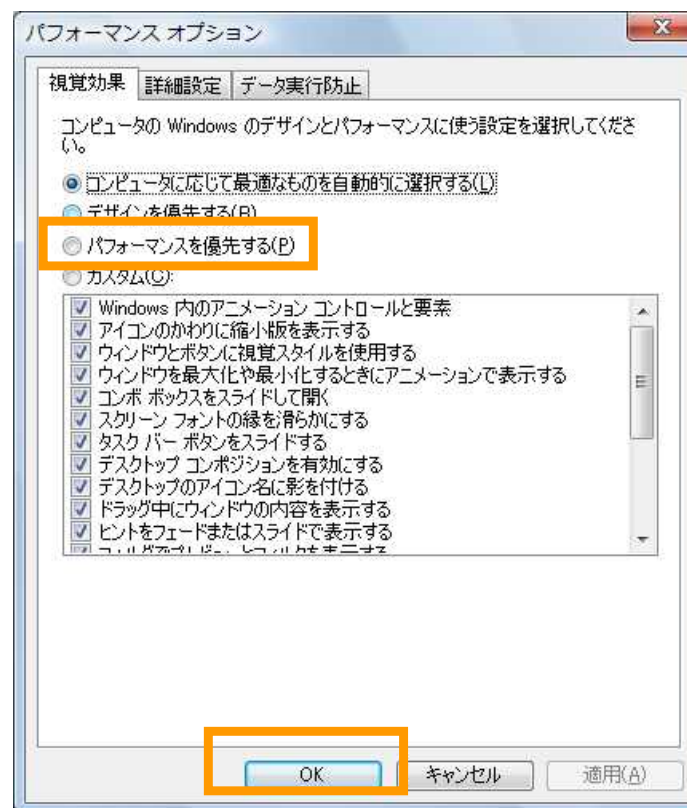 パフォーマンス オプション
視覚効果 詳細設定 データ実行防止
コンピュータの Windows のデザインとパフォーマンスに使う設定を選択してくださ
い。
コンピュータに応じて最適なものを自動的に選択する(L)
デザインを優先する(B)
パフォーマンスを優先する(P)
カスタム(C):
Windows 内のアニメーション コントロールと要素
アイコンのかわりに縮小版を表示する
ウィンドウとボタンに視覚スタイルを使用する
ウィンドウを最大化や最小化するときにアニメーションで表示する
コンボ ボックスをスライドして開く
スクリーン フォントの縁を滑らかにする
タスク バー ボタンをスライドする
デスクトップ コンポジションを有効にする
デスクトップのアイコン名に影を付ける
ドラッグ中にウィンドウの内容を表示する
ヒントをフェードまたはスライドで表示する
OK キャンセル 適用(A)